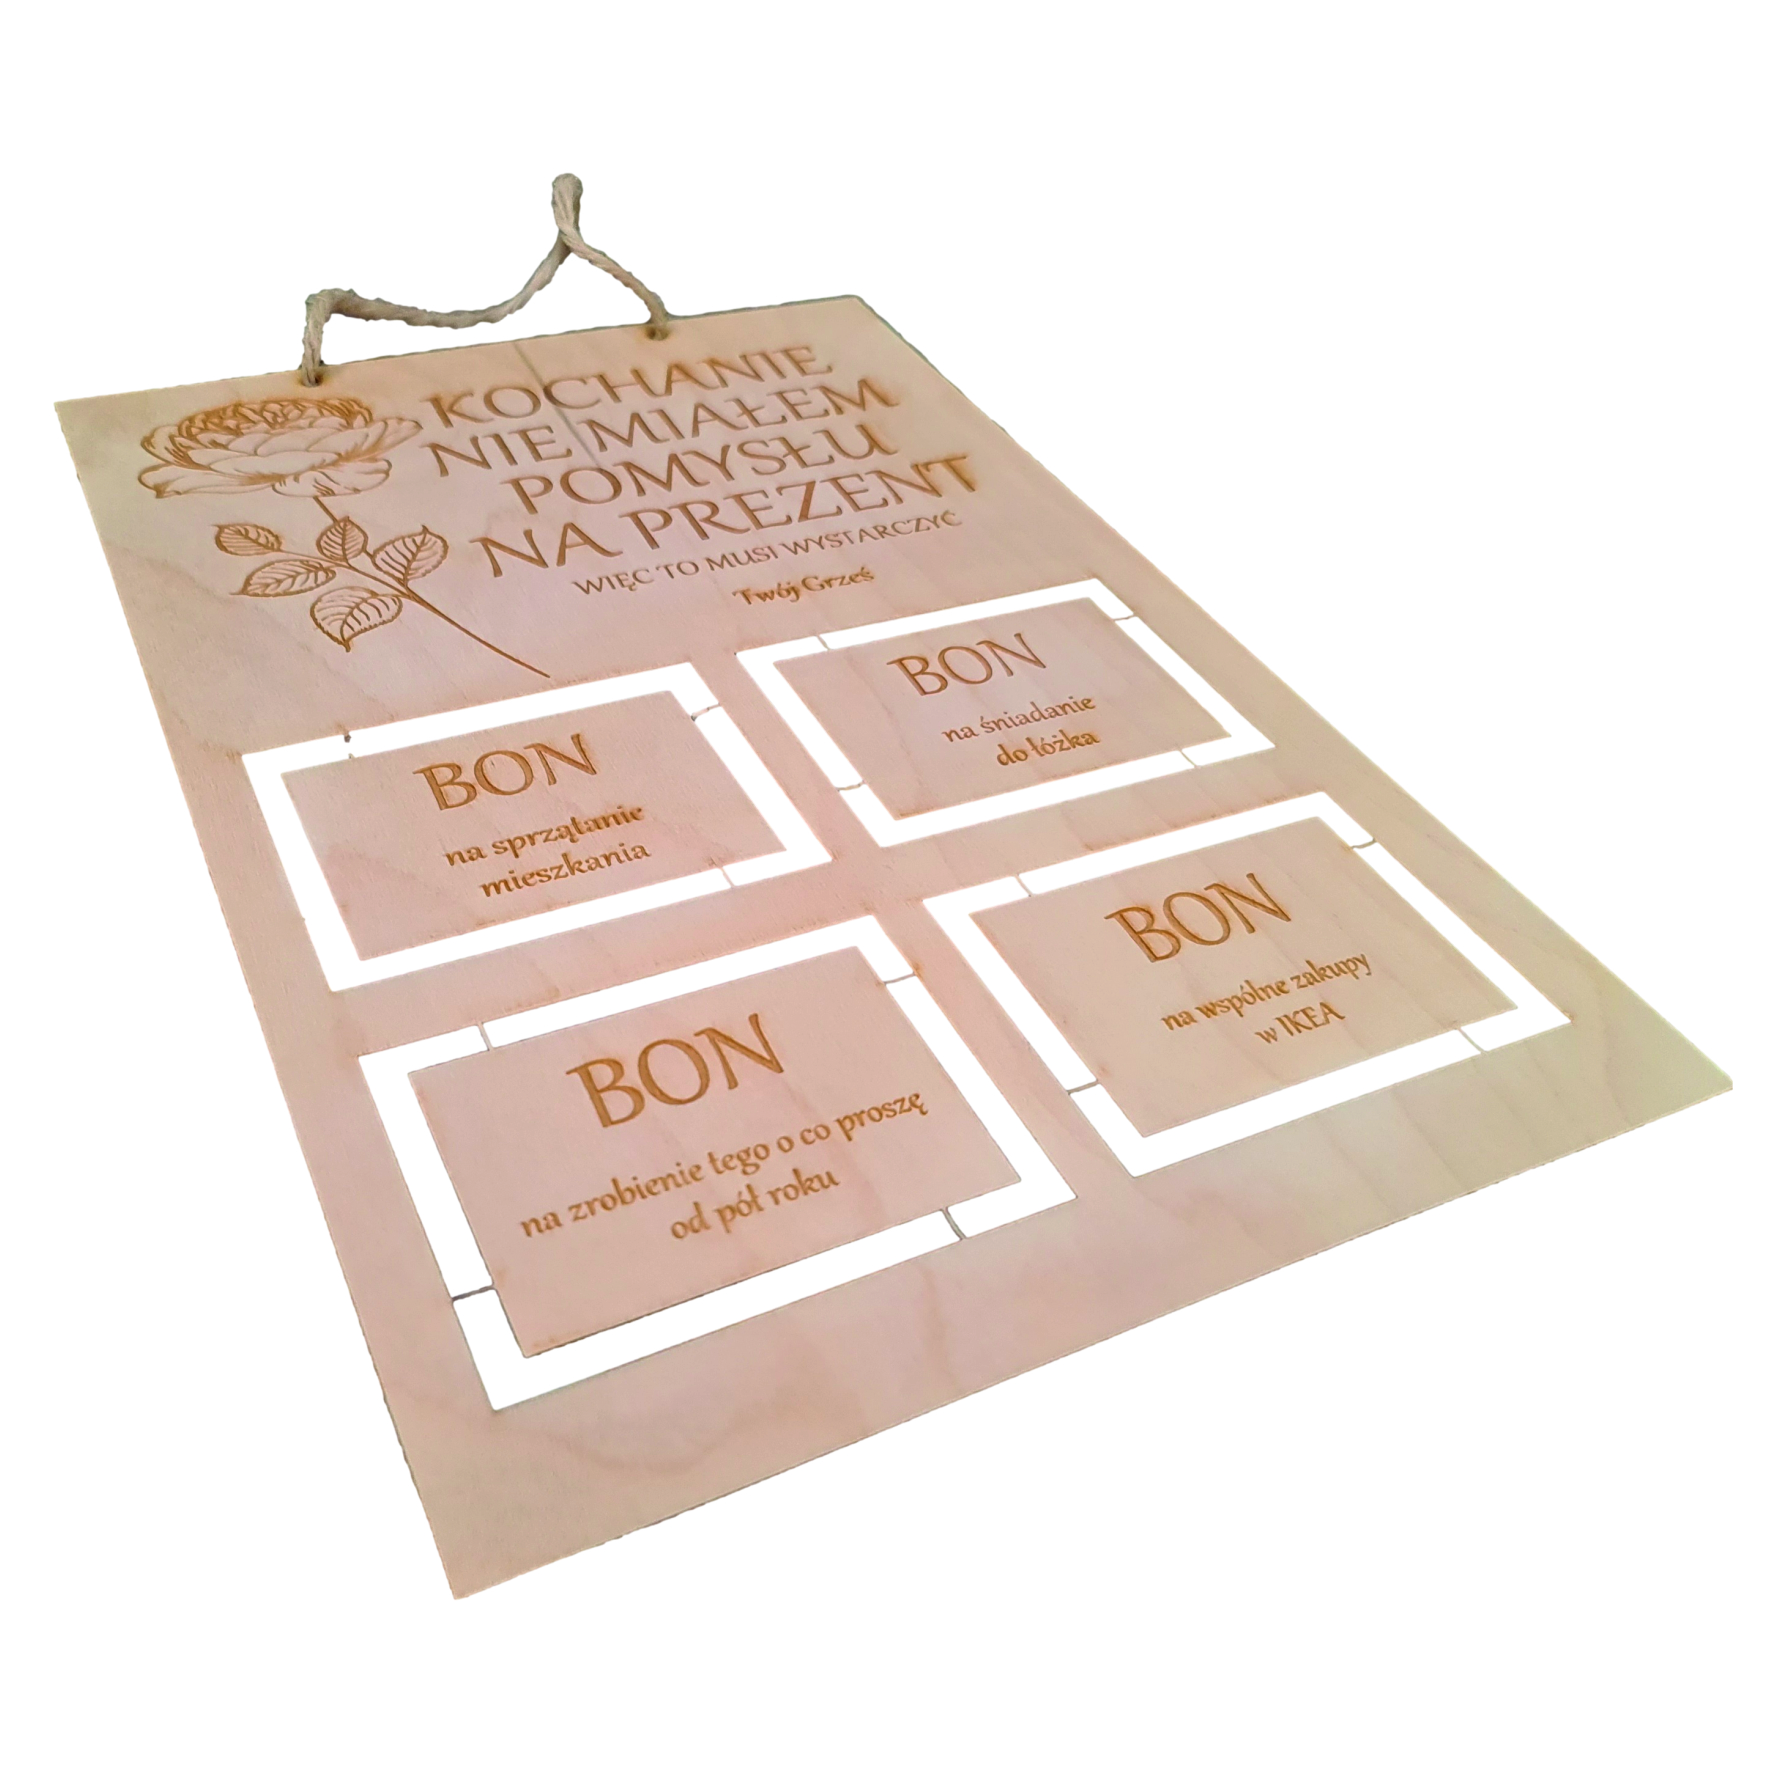 KOCHANIE
NIE MIAŁEM
POMYSŁU
NA PREZENT
WIĘC TO MUSI WYSTARCZYĆ
Twój Grześ
BON
na sprzątanie
mieszkania
BON
na śniadanie
do łóżka
BON
na zrobienie tego o co proszę
od pół roku
BON
na wspólne zakupy
w IKEA